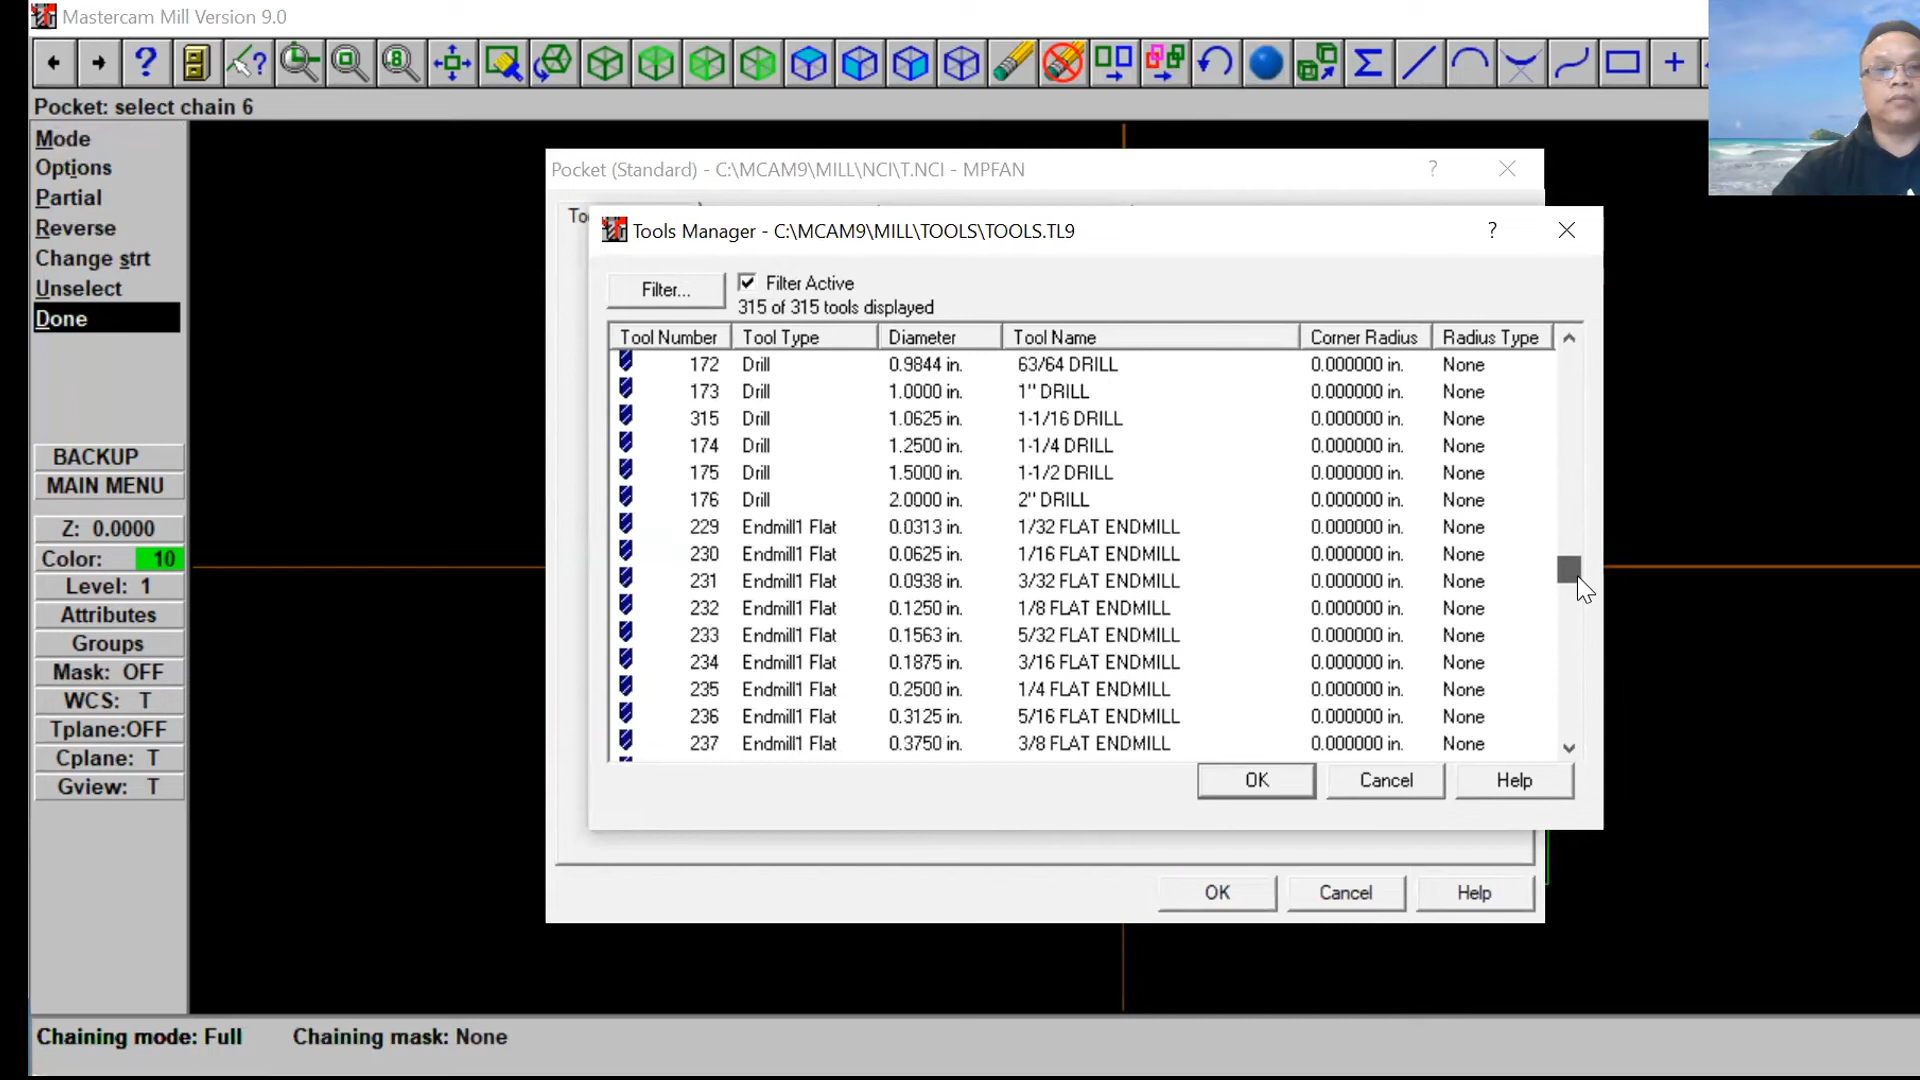 Mastercam Mill Version 9.0
Pocket: select chain 6
Mode
Options
Partial
Reverse
Change strt
Unselect
Done
BACKUP
MAIN MENU
Z: 0.0000
Color: 10
Level: 1
Attributes
Groups
Mask: OFF
WCS: T
Tplane:OFF
Cplane: T
Gview: T
Pocket (Standard) - C:\MCAM9\MILL\NCI\T.NCI - MPFAN
Tools Manager - C:\MCAM9\MILL\TOOLS\TOOLS.TL9
Filter...
Filter Active
315 of 315 tools displayed
Tool Number Tool Type Diameter Tool Name Corner Radius Radius Type
172 Drill 0.9844 in. 63/64 DRILL 0.000000 in. None
173 Drill 1.0000 in. 1" DRILL 0.000000 in. None
315 Drill 1.0625 in. 1-1/16 DRILL 0.000000 in. None
174 Drill 1.2500 in. 1-1/4 DRILL 0.000000 in. None
175 Drill 1.5000 in. 1-1/2 DRILL 0.000000 in. None
176 Drill 2.0000 in. 2" DRILL 0.000000 in. None
229 Endmill1 Flat 0.0313 in. 1/32 FLAT ENDMILL 0.000000 in. None
230 Endmill1 Flat 0.0625 in. 1/16 FLAT ENDMILL 0.000000 in. None
231 Endmill1 Flat 0.0938 in. 3/32 FLAT ENDMILL 0.000000 in. None
232 Endmill1 Flat 0.1250 in. 1/8 FLAT ENDMILL 0.000000 in. None
233 Endmill1 Flat 0.1563 in. 5/32 FLAT ENDMILL 0.000000 in. None
234 Endmill1 Flat 0.1875 in. 3/16 FLAT ENDMILL 0.000000 in. None
235 Endmill1 Flat 0.2500 in. 1/4 FLAT ENDMILL 0.000000 in. None
236 Endmill1 Flat 0.3125 in. 5/16 FLAT ENDMILL 0.000000 in. None
237 Endmill1 Flat 0.3750 in. 3/8 FLAT ENDMILL 0.000000 in. None
OK Cancel Help
OK Cancel Help
Chaining mode: Full Chaining mask: None